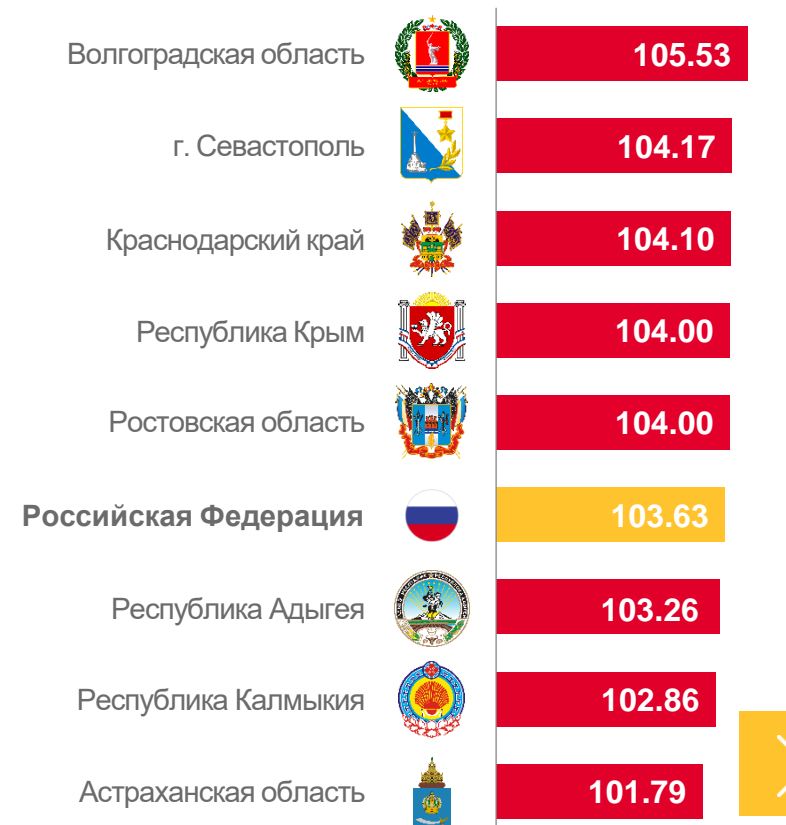 Волгоградская область 105.53
г. Севастополь 104.17
Краснодарский край 104.10
Республика Крым 104.00
Ростовская область 104.00
Российская Федерация 103.63
Республика Адыгея 103.26
Республика Калмыкия 102.86
Астраханская область 101.79